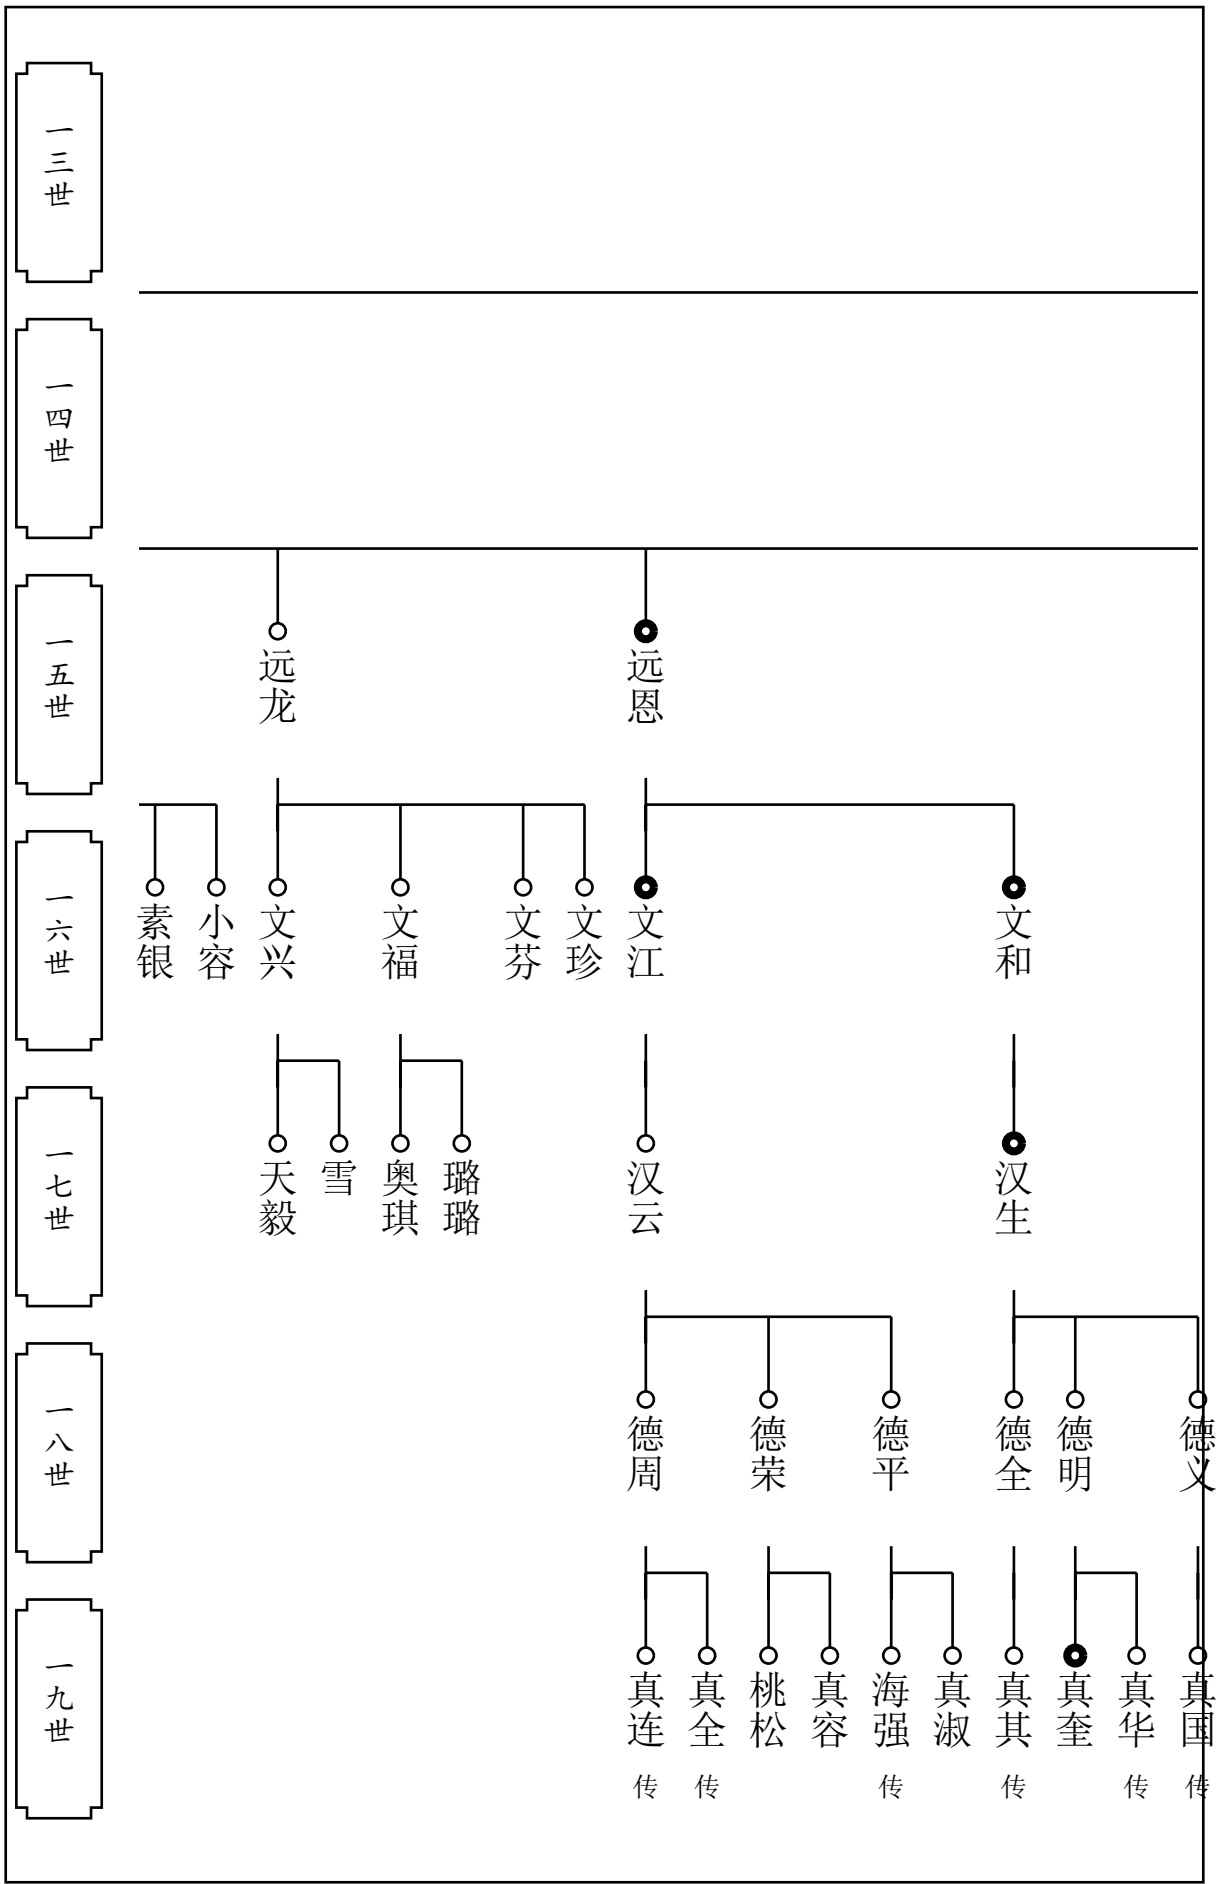 一三世
一四世
一五世
远龙
远恩
一六世
素银
小容
文兴
文福
文芬
文珍
文江
文和
一七世
天毅
雪
奥琪
璐璐
汉云
汉生
一八世
德周
德荣
德平
德全
德明
德义
一九世
真连
真全
桃松
真容
海强
真淑
真其
真奎
真华
真国
传
传
传
传
传
传